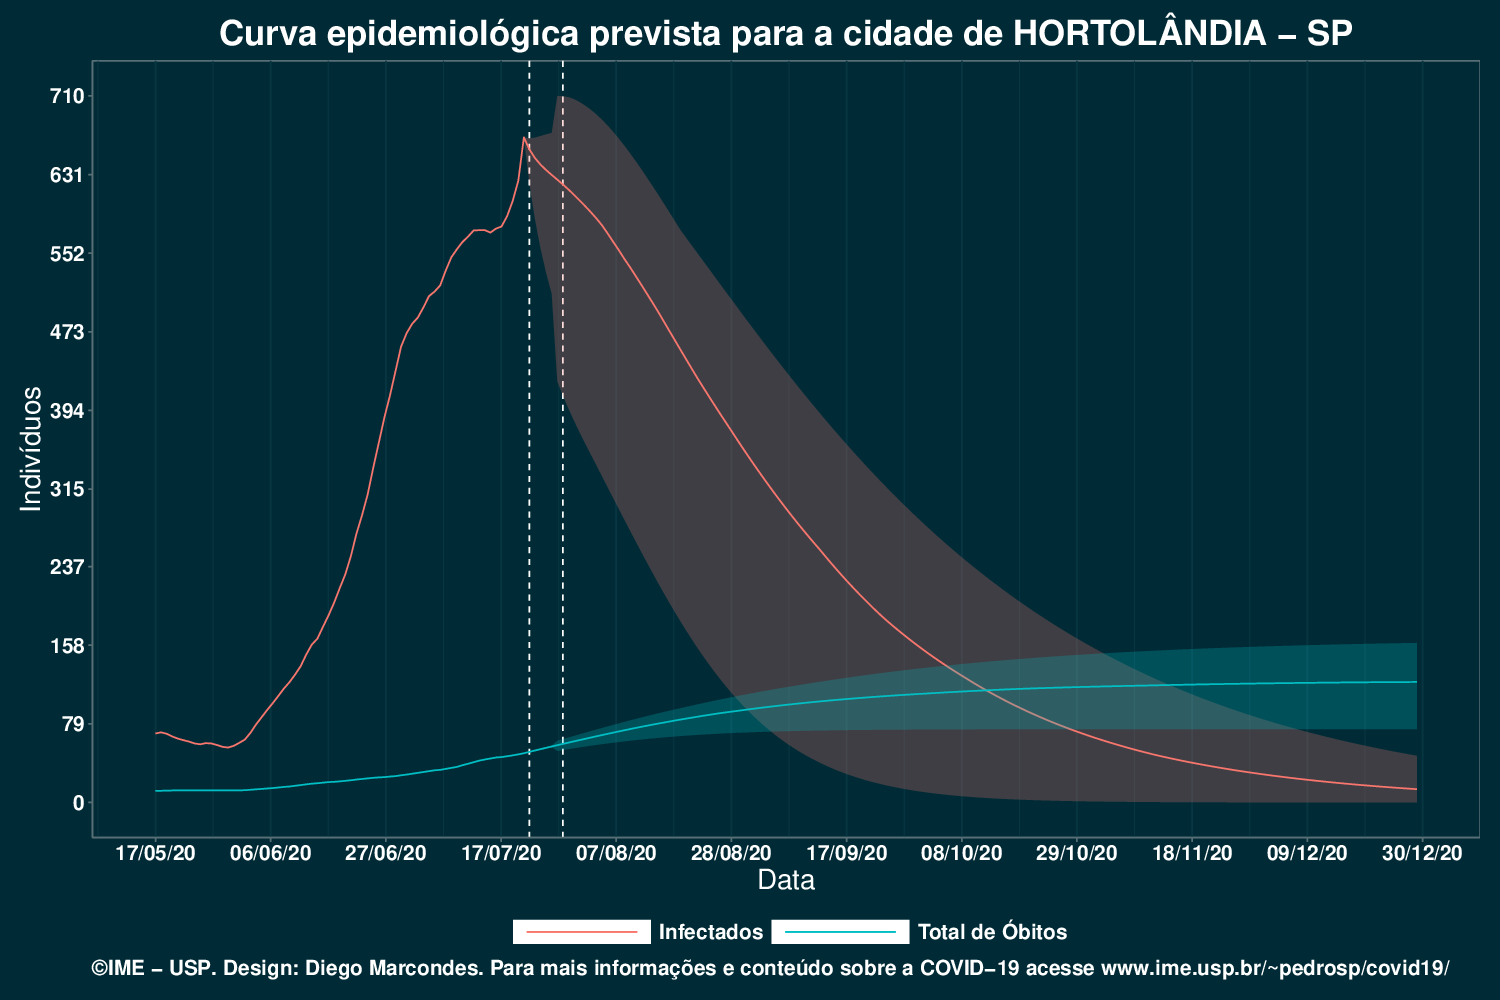 Curva epidemiológica prevista para a cidade de HORTOLÂNDIA – SP
710
631
552
473
394
315
237
158
79
0
Indivíduos
17/05/20 06/06/20 27/06/20 17/07/20 07/08/20 28/08/20 17/09/20 08/10/20 29/10/20 18/11/20 09/12/20 30/12/20
Data
Infectados Total de Óbitos
©IME – USP. Design: Diego Marcondes. Para mais informações e conteúdo sobre a COVID–19 acesse www.ime.usp.br/~pedrosp/covid19/